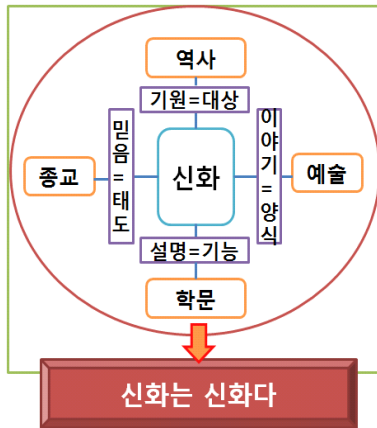 역사
기원=대상
믿음=태도
이야기=양식
종교
신화
예술
설명=기능
학문
신화는 신화다